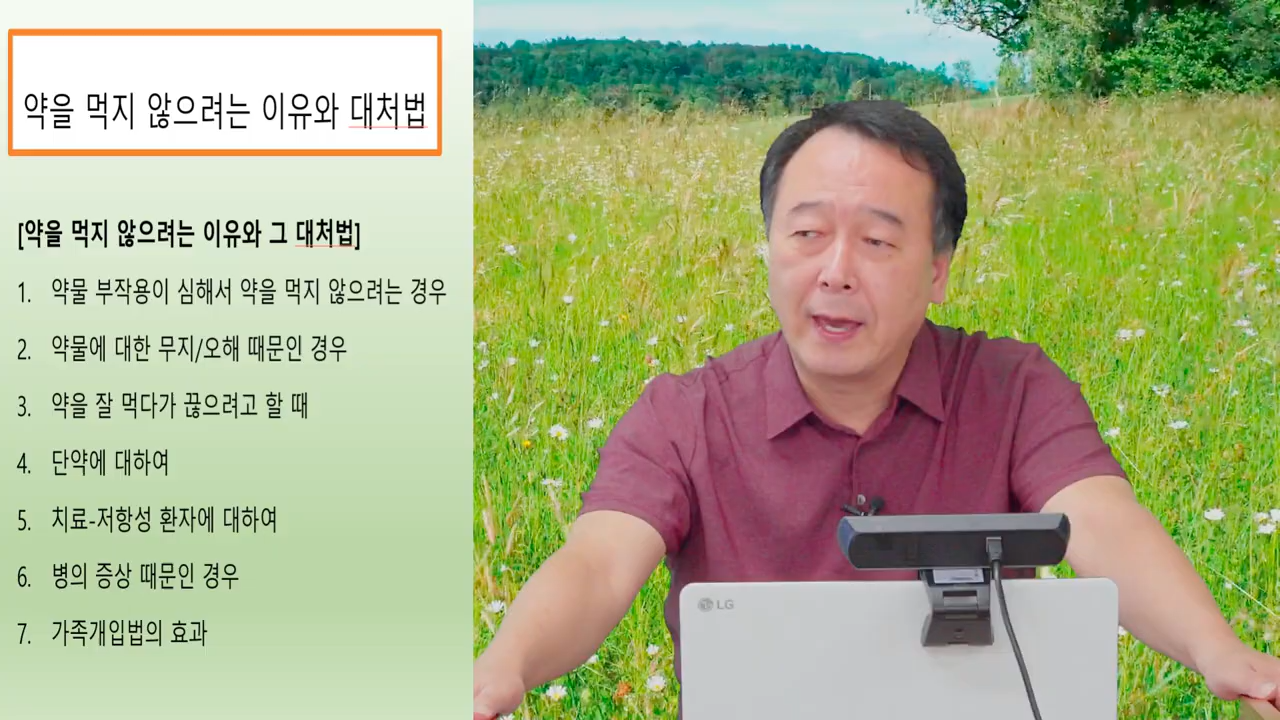 약을 먹지 않으려는 이유와 대처법
[약을 먹지 않으려는 이유와 그 대처법]
1. 약물 부작용이 심해서 약을 먹지 않으려는 경우
2. 약물에 대한 무지/오해 때문인 경우
3. 약을 잘 먹다가 끊으려고 할 때
4. 단약에 대하여
5. 치료-저항성 환자에 대하여
6. 병의 증상 때문인 경우
7. 가족개입법의 효과
LG